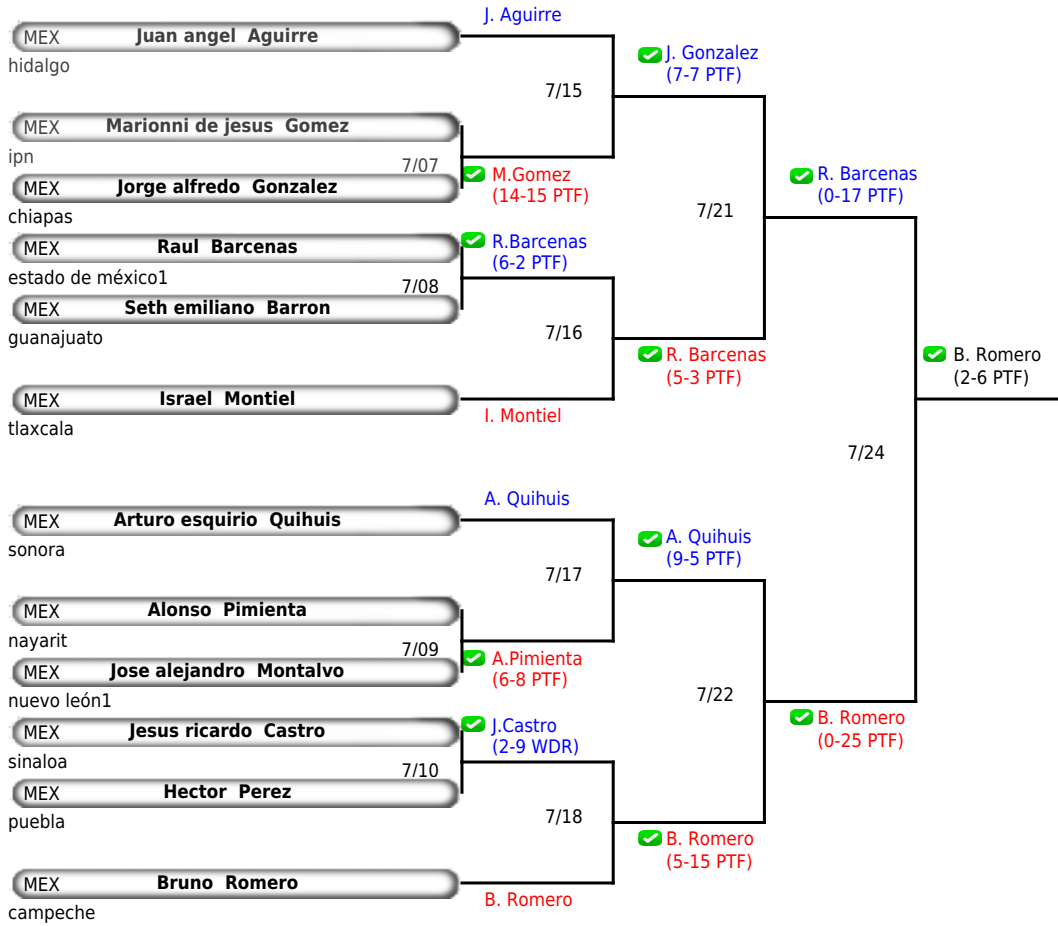 J. Aguirre
MEX Juan angel Aguirre
hidalgo
J. Gonzalez
(7-7 PTF)
7/15
MEX Marionni de jesus Gomez
ipn
7/07
M.Gomez
(14-15 PTF)
MEX Jorge alfredo Gonzalez
chiapas
R. Barcenas
(0-17 PTF)
7/21
MEX Raul Barcenas
estado de méxico1
R.Barcenas
(6-2 PTF)
7/08
MEX Seth emiliano Barron
guanajuato
7/16
R. Barcenas
(5-3 PTF)
B. Romero
(2-6 PTF)
MEX Israel Montiel
tlaxcala
I. Montiel
7/24
A. Quihuis
MEX Arturo esquirio Quihuis
sonora
A. Quihuis
(9-5 PTF)
7/17
MEX Alonso Pimienta
nayarit
7/09
A.Pimienta
(6-8 PTF)
MEX Jose alejandro Montalvo
nuevo león1
7/22
MEX Jesus ricardo Castro
sinaloa
J.Castro
(2-9 WDR)
B. Romero
(0-25 PTF)
7/10
MEX Hector Perez
puebla
7/18
B. Romero
(5-15 PTF)
MEX Bruno Romero
campeche
B. Romero